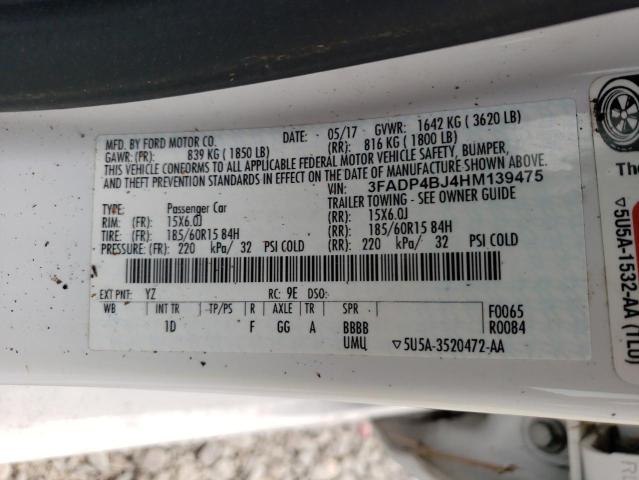 MFD. BY FORD MOTOR CO.
DATE: 05/17 GVWR: 1642 KG ( 3620 LB)
GAWR: (FR): 839 KG ( 1850 LB) (RR): 816 KG ( 1800 LB)
THIS VEHICLE CONFORMS TO ALL APPLICABLE FEDERAL MOTOR VEHICLE SAFETY, BUMPER,
AND THEFT PREVENTION STANDARDS IN EFFECT ON THE DATE OF MANUFACTURE SHOWN ABOVE.
VIN: 3FADP4BJ4HM139475
TYPE: Passenger Car TRAILER TOWING - SEE OWNER GUIDE
RIM: (FR): 15X6.0J (RR): 15X6.0J
TIRE: (FR): 185/60R15 84H (RR): 185/60R15 84H
PRESSURE: (FR): 220 kPa/ 32 PSI COLD (RR): 220 kPa/ 32 PSI COLD
EXT PNT: YZ RC: 9E DSO:
WB INT TR TP/PS R AXLE TR SPR F0065
1D F GG A BBBB R0084
UMU ▽5U5A-3520472-AA
▽5U5A-1532-AA (TLU)